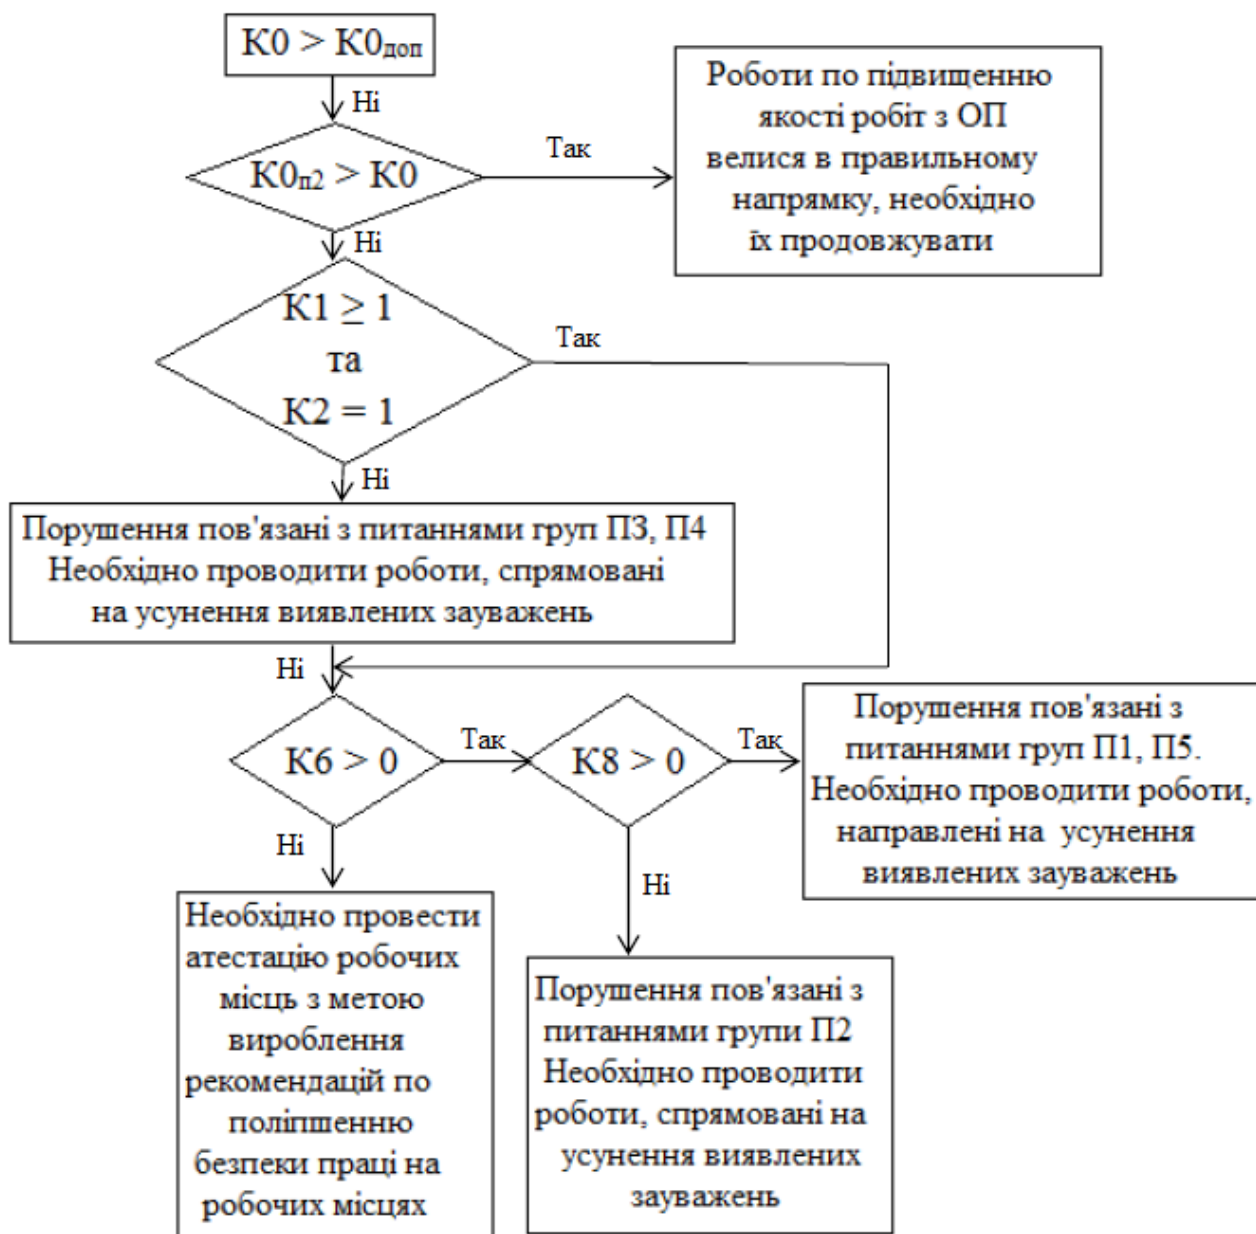 К0 > К0доп
Ні
К0п2 > К0
Так
Роботи по підвищенню
якості робіт з ОП
велися в правильному
напрямку, необхідно
їх продовжувати
Ні
К1 ≥ 1
та
К2 = 1
Так
Ні
Порушення пов'язані з питаннями груп П3, П4
Необхідно проводити роботи, спрямовані
на усунення виявлених зауважень
Ні
К6 > 0
Так
К8 > 0
Так
Порушення пов'язані з
питаннями груп П1, П5.
Необхідно проводити роботи,
направлені на усунення
виявлених зауважень
Ні
Необхідно провести
атестацію робочих
місць з метою
вироблення
рекомендацій по
поліпшенню
безпеки праці на
робочих місцях
Ні
Порушення пов'язані з
питаннями групи П2
Необхідно проводити
роботи, спрямовані на
усунення виявлених
зауважень